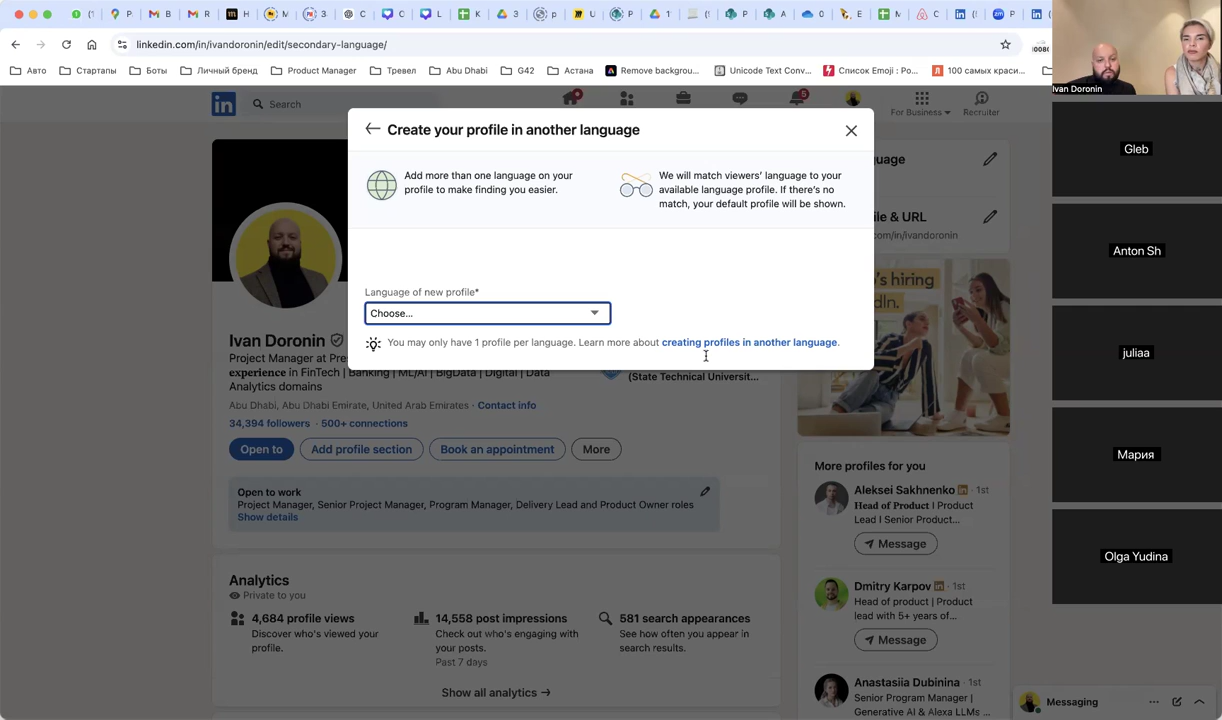 linkedin.com/in/ivandoronin/edit/secondary-language/
Авто
Стартапы
Боты
Личный бренд
Product Manager
Тревел
Abu Dhabi
G42
Астана
Remove backgrou...
Unicode Text Conv...
Список Emoji : Po...
100 самых краси...
Ivan Doronin
Gleb
Anton Sh
juliaa
Мария
Olga Yudina
in
Search
5
For Business
Recruiter
Create your profile in another language
Add more than one language on your
profile to make finding you easier.
We will match viewers' language to your
available language profile. If there's no
match, your default profile will be shown.
Language of new profile*
Choose...
You may only have 1 profile per language. Learn more about creating profiles in another language.
Ivan Doronin
Project Manager at
experience in FinTech | Banking | ML/AI | BigData | Digital | Data
Analytics domains
(State Technical Universit...
Abu Dhabi, Abu Dhabi Emirate, United Arab Emirates · Contact info
34,394 followers · 500+ connections
Open to
Add profile section
Book an appointment
More
Open to work
Project Manager, Senior Project Manager, Program Manager, Delivery Lead and Product Owner roles
Show details
Analytics
Private to you
4,684 profile views
Discover who's viewed your
profile.
14,558 post impressions
Check out who's engaging with
your posts.
Past 7 days
581 search appearances
See how often you appear in
search results.
Show all analytics →
& URL
com/in/ivandoronin
hiring
More profiles for you
Aleksei Sakhnenko in · 1st
Head of Product | Product
Lead | Senior Product...
Message
Dmitry Karpov in · 1st
Head of product | Product
lead with 5+ years of...
Message
Anastasiia Dubinina · 1st
Senior Program Manager |
Generative AI & Alexa LLMs ...
Messaging